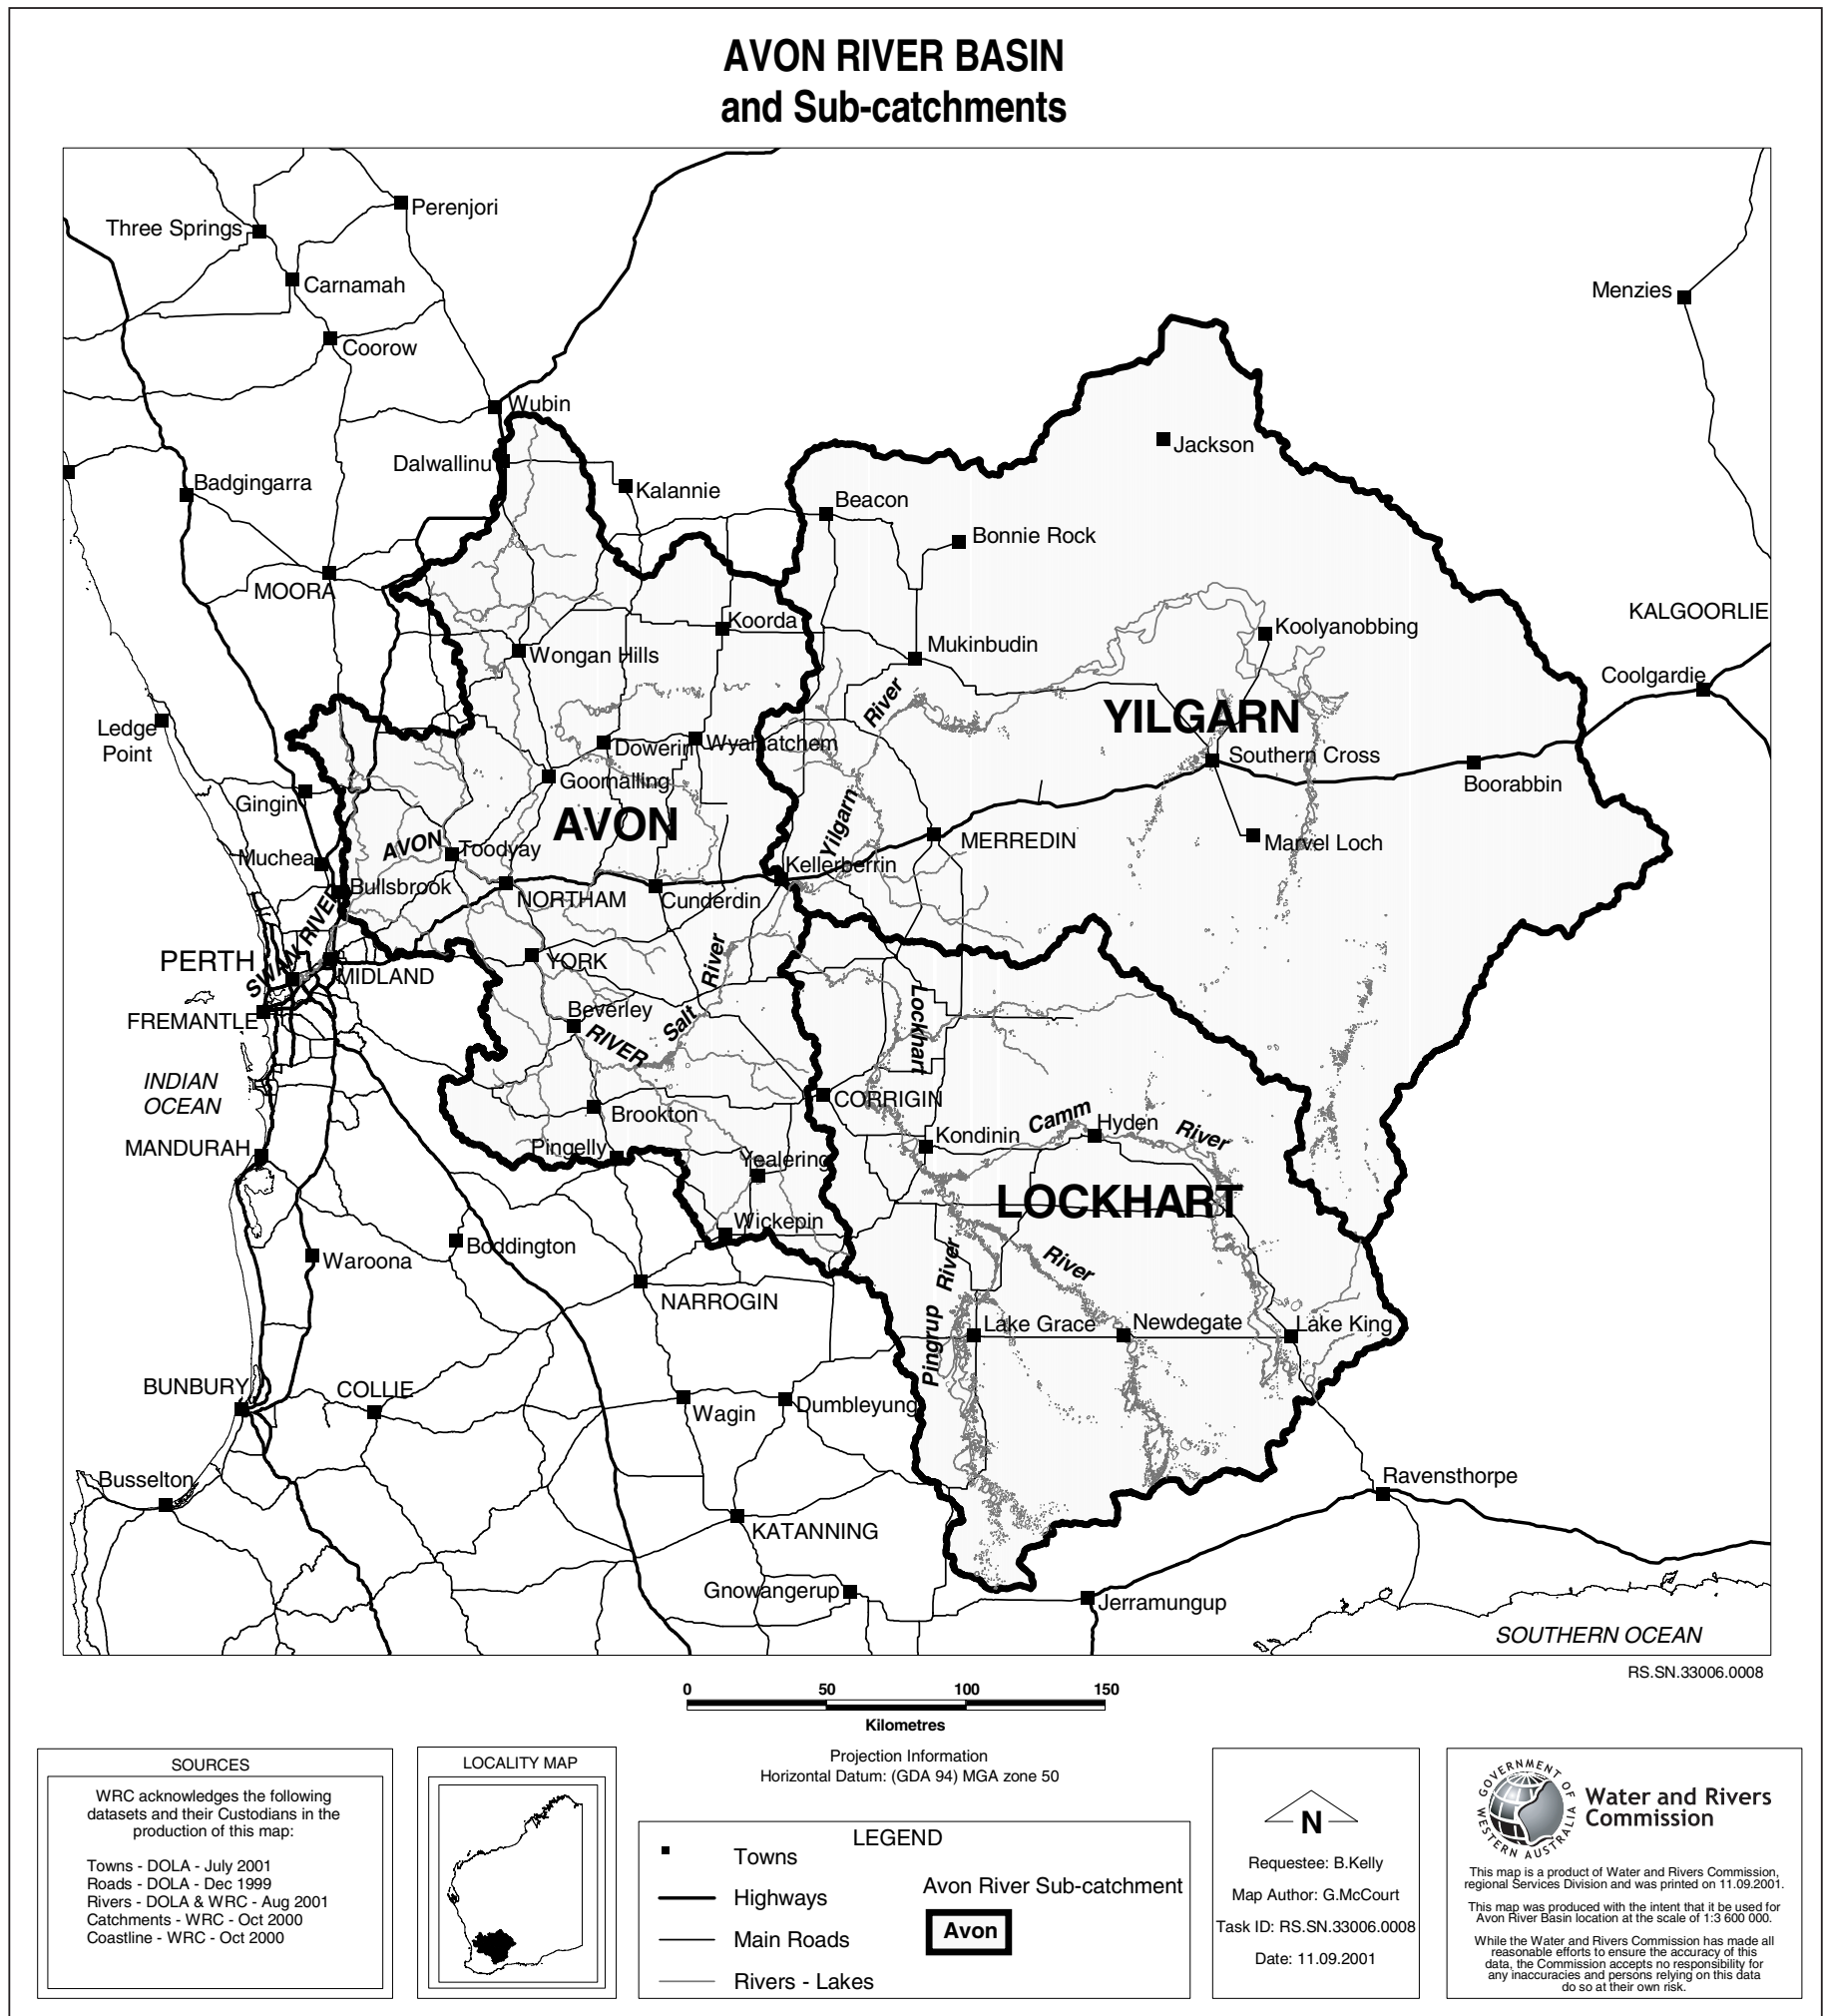 AVON RIVER BASIN
and Sub-catchments
Perenjori
Three Springs
Carnamah
Menzies
Coorow
Wubin
Jackson
Dalwallinu
Kalannie
Badgingarra
Beacon
Bonnie Rock
MOORA
KALGOORLIE
Koorda
Koolyanobbing
Mukinbudin
Wongan Hills
Coolgardie
River
YILGARN
Ledge
Point
Dowerin
Wyalkatchem
Southern Cross
Goomalling
Boorabbin
Gingin
AVON
Yilgarn
AVON
MERREDIN
Marvel Loch
Toodyay
Muchea
Kellerberrin
Bullsbrook
NORTHAM
Cunderdin
SWAN RIVER
PERTH
YORK
River
MIDLAND
Lockhart
Beverley
FREMANTLE
Salt
RIVER
INDIAN
OCEAN
CORRIGIN
Brookton
Camm
Hyden
River
Kondinin
MANDURAH
Pingelly
Yealering
LOCKHART
Wickepin
Boddington
Waroona
River
River
NARROGIN
Pingrup
Lake Grace
Newdegate
Lake King
BUNBURY
COLLIE
Wagin
Dumbleyung
Busselton
Ravensthorpe
KATANNING
Gnowangerup
Jerramungup
SOUTHERN OCEAN
RS.SN.33006.0008
0 50 100 150
Kilometres
Projection Information
Horizontal Datum: (GDA 94) MGA zone 50
SOURCES
WRC acknowledges the following
datasets and their Custodians in the
production of this map:
Towns - DOLA - July 2001
Roads - DOLA - Dec 1999
Rivers - DOLA & WRC - Aug 2001
Catchments - WRC - Oct 2000
Coastline - WRC - Oct 2000
LOCALITY MAP
LEGEND
Towns
Highways
Main Roads
Rivers - Lakes
Avon River Sub-catchment
Avon
N
Requestee: B.Kelly
Map Author: G.McCourt
Task ID: RS.SN.33006.0008
Date: 11.09.2001
GOVERNMENT OF
WESTERN AUSTRALIA
Water and Rivers
Commission
This map is a product of Water and Rivers Commission,
regional Services Division and was printed on 11.09.2001.
This map was produced with the intent that it be used for
Avon River Basin location at the scale of 1:3 600 000.
While the Water and Rivers Commission has made all
reasonable efforts to ensure the accuracy of this
data, the Commission accepts no responsibility for
any inaccuracies and persons relying on this data
do so at their own risk.